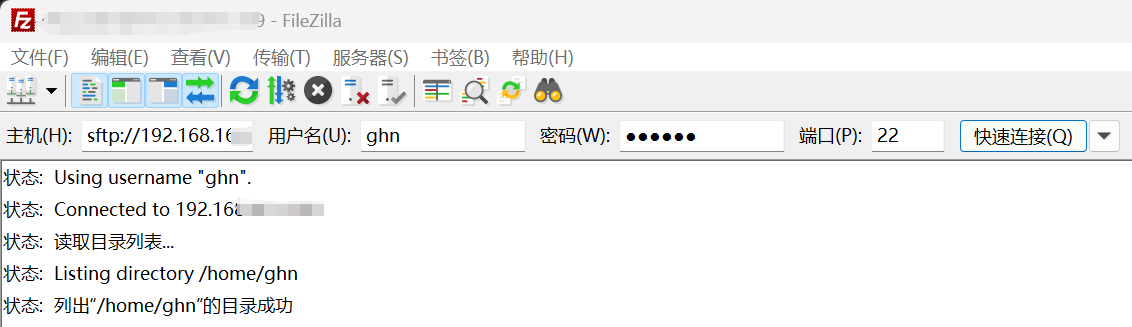 9 - FileZilla
文件(F) 编辑(E) 查看(V) 传输(T) 服务器(S) 书签(B) 帮助(H)
主机(H): sftp://192.168.16 用户名(U): ghn 密码(W): ●●●●●● 端口(P): 22 快速连接(Q)
状态: Using username "ghn".
状态: Connected to 192.168
状态: 读取目录列表...
状态: Listing directory /home/ghn
状态: 列出“/home/ghn”的目录成功